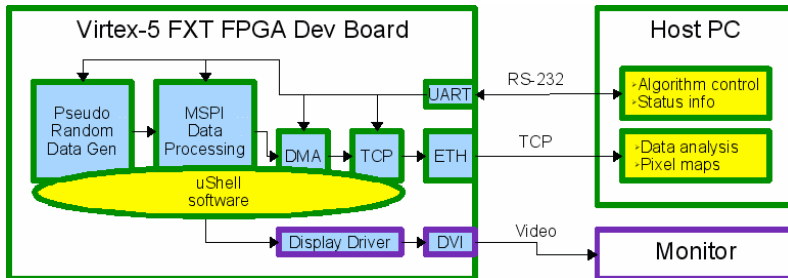 Virtex-5 FXT FPGA Dev Board
Host PC
Pseudo
Random
Data Gen
MSPI
Data
Processing
DMA
TCP
UART
ETH
RS-232
TCP
Algorithm control
Status info
Data analysis
Pixel maps
uShell
software
Display Driver
DVI
Video
Monitor